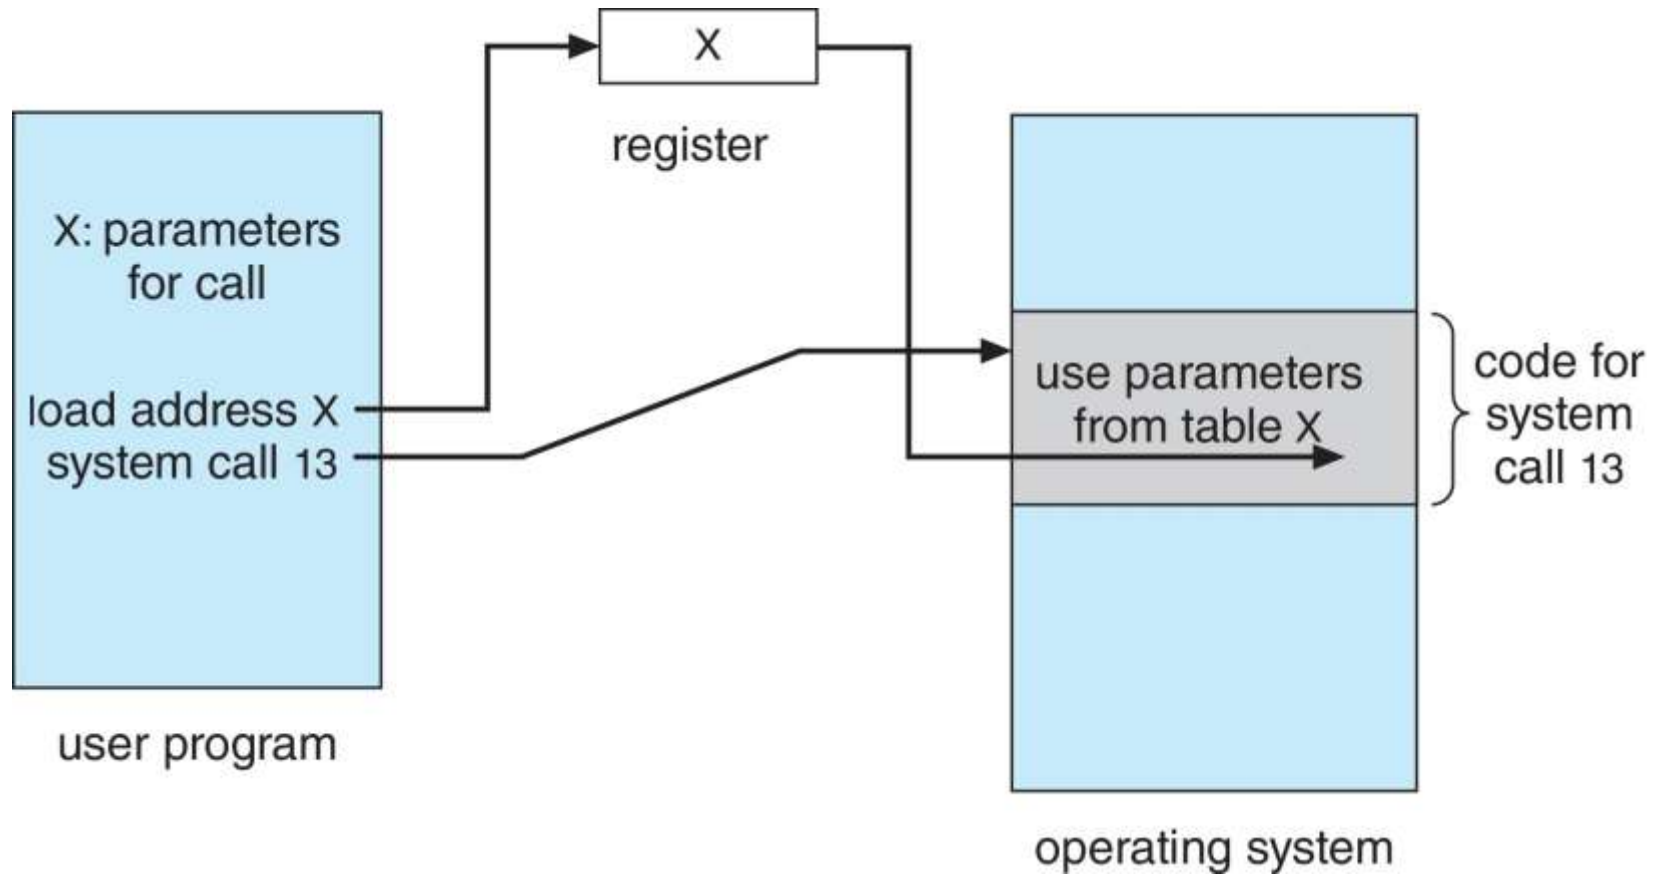 X
register
X: parameters
for call
load address X
system call 13
user program
use parameters
from table X
code for
system
call 13
operating system